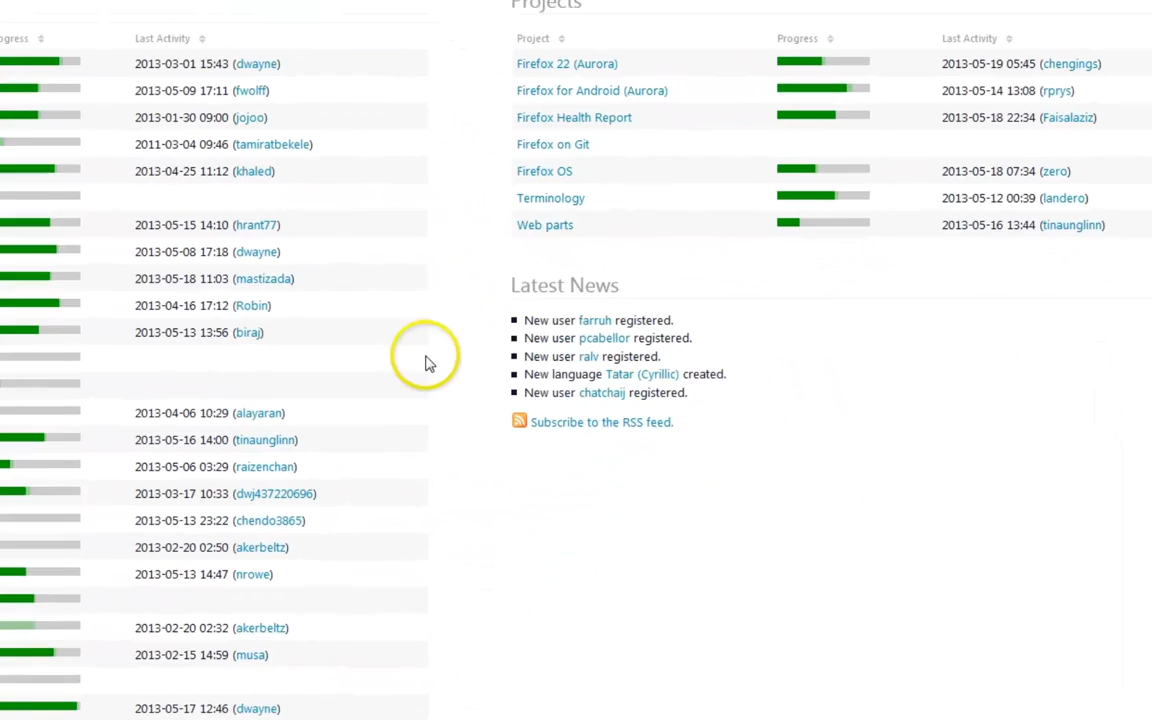 ogress Last Activity
2013-03-01 15:43 (dwayne)
2013-05-09 17:11 (fwolff)
2013-01-30 09:00 (jojoo)
2011-03-04 09:46 (tamiratbekele)
2013-04-25 11:12 (khaled)
2013-05-15 14:10 (hrant77)
2013-05-08 17:18 (dwayne)
2013-05-18 11:03 (mastizada)
2013-04-16 17:12 (Robin)
2013-05-13 13:56 (biraj)
2013-04-06 10:29 (alayaran)
2013-05-16 14:00 (tinaunglinn)
2013-05-06 03:29 (raizenchan)
2013-03-17 10:33 (dwj437220696)
2013-05-13 23:22 (chendo3865)
2013-02-20 02:50 (akerbeltz)
2013-05-13 14:47 (nrowe)
2013-02-20 02:32 (akerbeltz)
2013-02-15 14:59 (musa)
2013-05-17 12:46 (dwayne)
Projects
Project Progress Last Activity
Firefox 22 (Aurora) 2013-05-19 05:45 (chengings)
Firefox for Android (Aurora) 2013-05-14 13:08 (rprys)
Firefox Health Report 2013-05-18 22:34 (Faisalaziz)
Firefox on Git
Firefox OS 2013-05-18 07:34 (zero)
Terminology 2013-05-12 00:39 (landero)
Web parts 2013-05-16 13:44 (tinaunglinn)
Latest News
New user farruh registered.
New user pcabellor registered.
New user ralv registered.
New language Tatar (Cyrillic) created.
New user chatchaij registered.
Subscribe to the RSS feed.